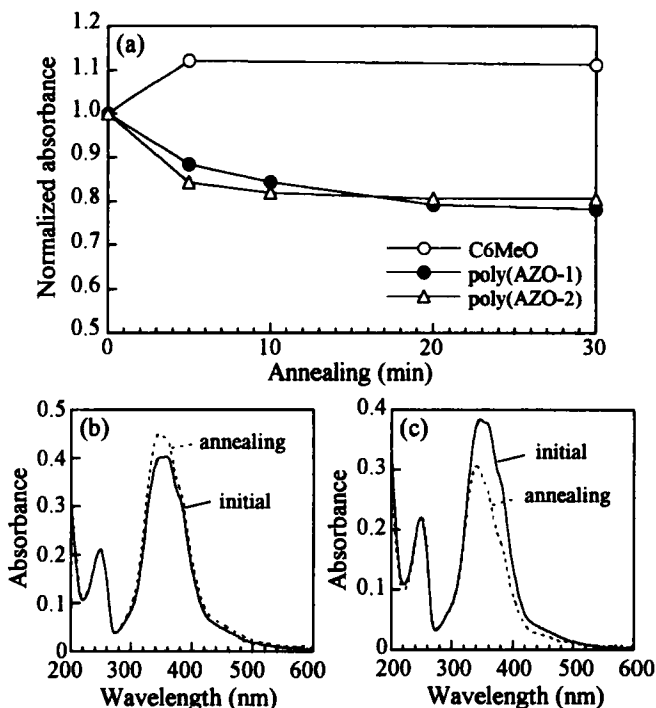 (a)
Normalized absorbance
1.2
1.1
1.0
0.9
0.8
0.7
0.6
0.5
C6MeO
poly(AZO-1)
poly(AZO-2)
0 10 20 30
Annealing (min)
(b)
Absorbance
0.5
0.4
0.3
0.2
0.1
0
annealing
initial
200 300 400 500 600
Wavelength (nm)
(c)
Absorbance
0.4
0.3
0.2
0.1
0
initial
annealing
200 300 400 500 600
Wavelength (nm)